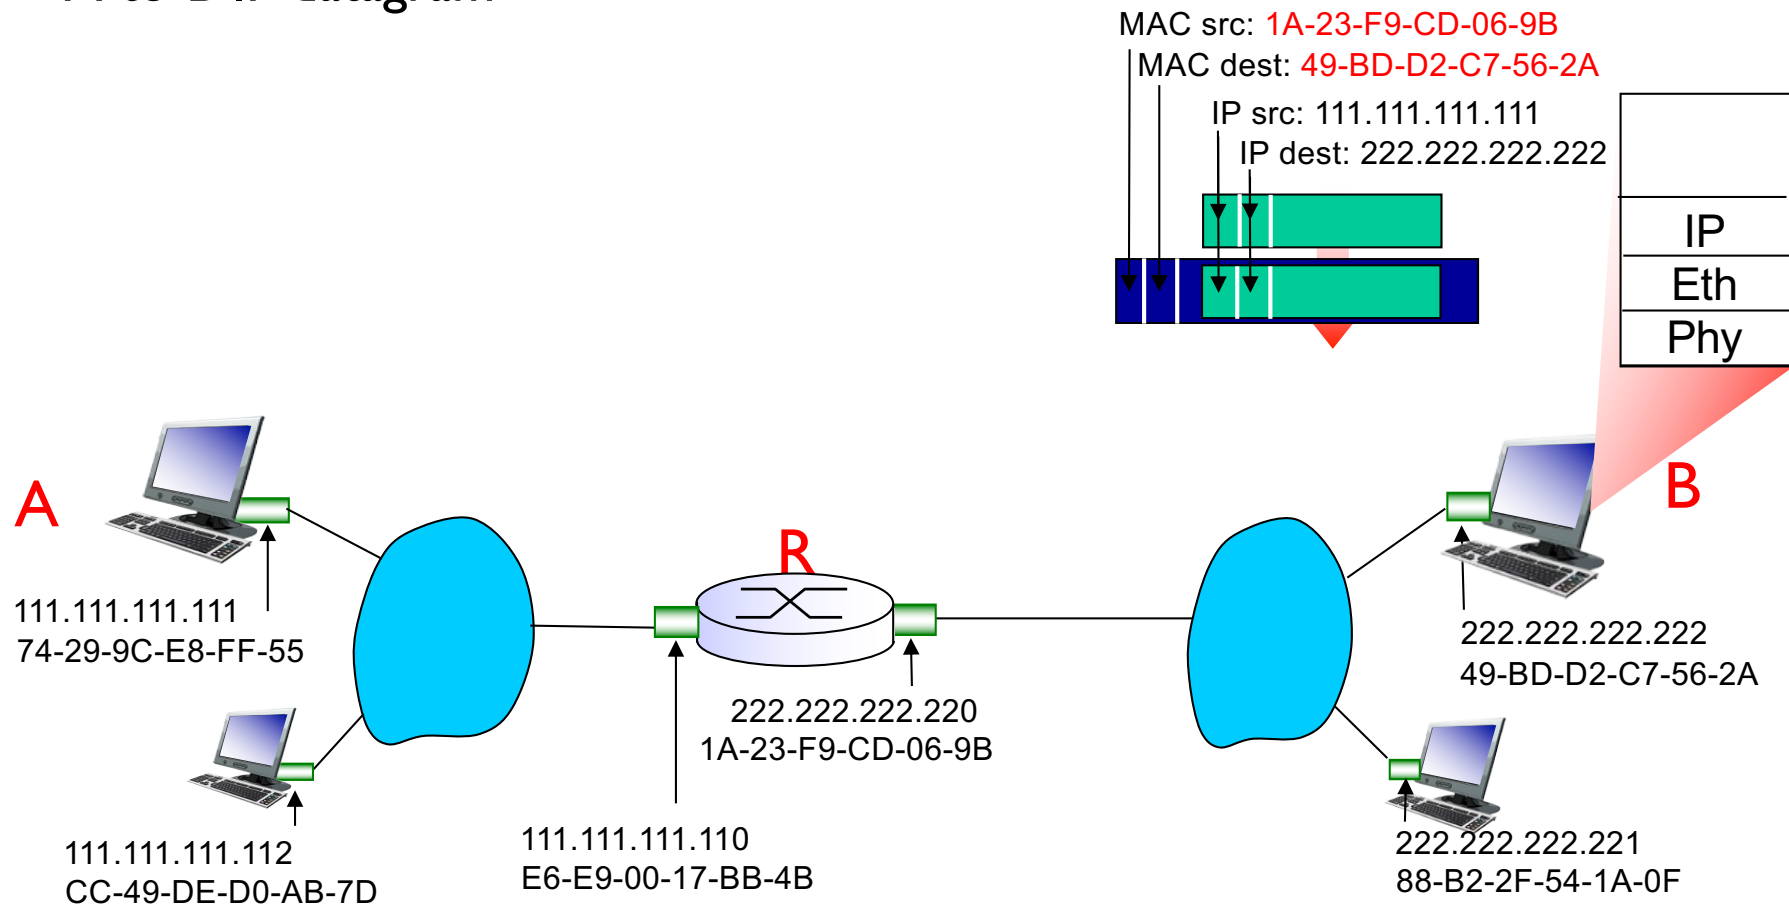 MAC src: 1A-23-F9-CD-06-9B
MAC dest: 49-BD-D2-C7-56-2A
IP src: 111.111.111.111
IP dest: 222.222.222.222
IP
Eth
Phy
A
R
B
111.111.111.111
74-29-9C-E8-FF-55
222.222.222.222
49-BD-D2-C7-56-2A
222.222.222.220
1A-23-F9-CD-06-9B
111.111.111.112
CC-49-DE-D0-AB-7D
111.111.111.110
E6-E9-00-17-BB-4B
222.222.222.221
88-B2-2F-54-1A-0F